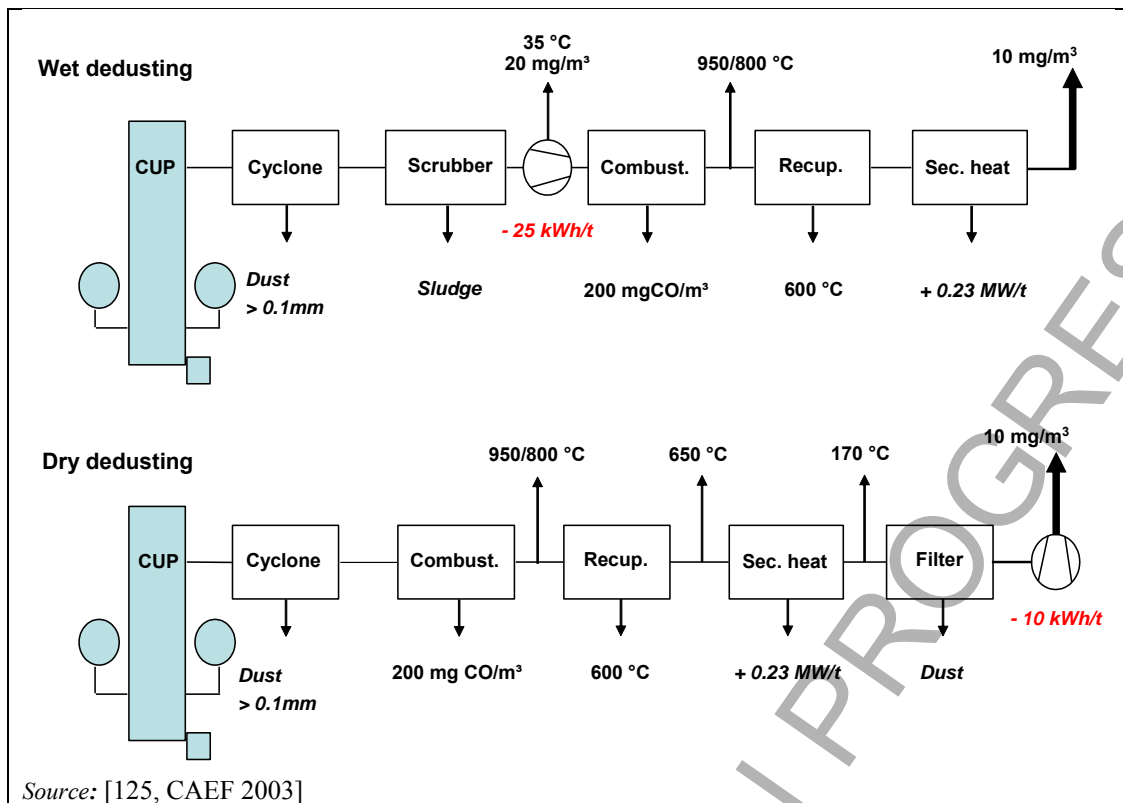 Wet dedusting
35 °C
20 mg/m³
950/800 °C
10 mg/m³
CUP
Cyclone
Scrubber
Combust.
Recup.
Sec. heat
- 25 kWh/t
Dust
> 0.1mm
Sludge
200 mgCO/m³
600 °C
+ 0.23 MW/t
Dry dedusting
950/800 °C
650 °C
170 °C
10 mg/m³
CUP
Cyclone
Combust.
Recup.
Sec. heat
Filter
- 10 kWh/t
Dust
> 0.1mm
200 mg CO/m³
600 °C
+ 0.23 MW/t
Dust
Source: [125, CAEF 2003]
PROGRES